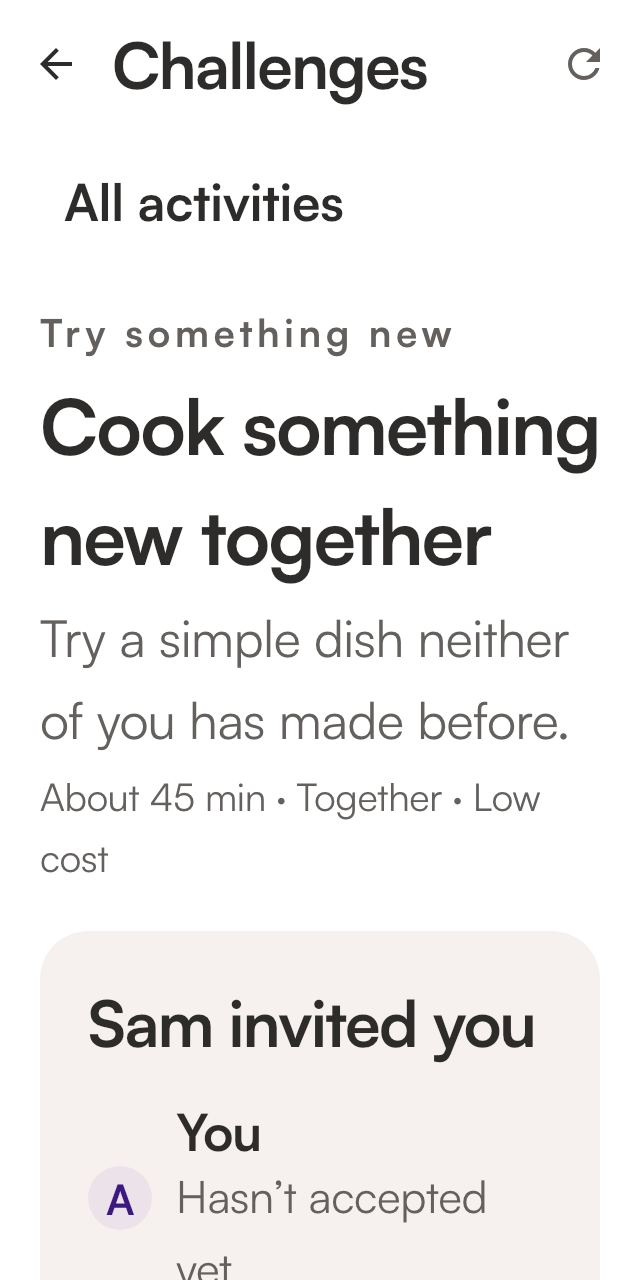 Challenges
All activities
Try something new
Cook something
new together
Try a simple dish neither
of you has made before.
About 45 min · Together · Low
cost
Sam invited you
You
A
Hasn’t accepted
yet